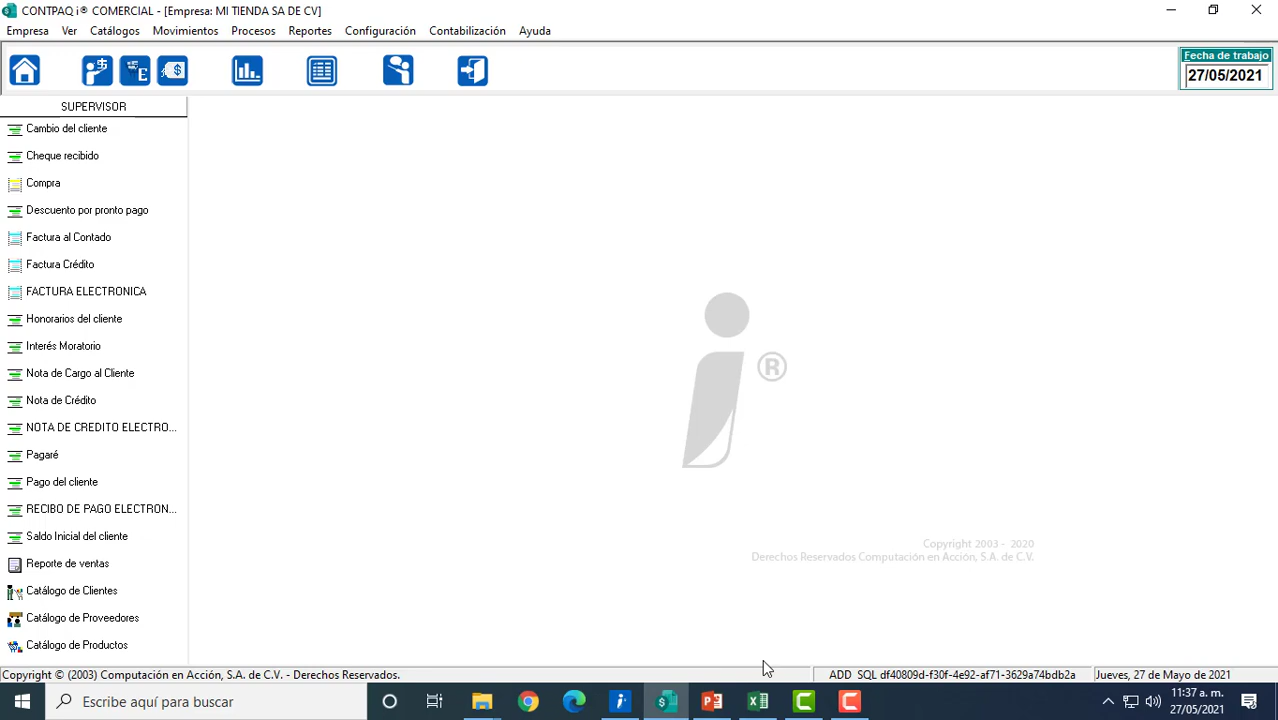 CONTPAQ i® COMERCIAL - [Empresa: MI TIENDA SA DE CV]
Empresa Ver Catálogos Movimientos Procesos Reportes Configuración Contabilización Ayuda
Fecha de trabajo
27/05/2021
SUPERVISOR
Cambio del cliente
Cheque recibido
Compra
Descuento por pronto pago
Factura al Contado
Factura Crédito
FACTURA ELECTRONICA
Honorarios del cliente
Interés Moratorio
Nota de Cargo al Cliente
Nota de Crédito
NOTA DE CREDITO ELECTRO...
Pagaré
Pago del cliente
RECIBO DE PAGO ELECTRON...
Saldo Inicial del cliente
Reporte de ventas
Catálogo de Clientes
Catálogo de Proveedores
Catálogo de Productos
i®
Copyright 2003 - 2020
Derechos Reservados Computación en Acción, S.A. de C.V.
Copyright © (2003) Computación en Acción, S.A. de C.V. - Derechos Reservados.
ADD SQL df40809d-f30f-4e92-af71-3629a74bdb2a
Jueves, 27 de Mayo de 2021
Escribe aquí para buscar
11:37 a. m.
27/05/2021